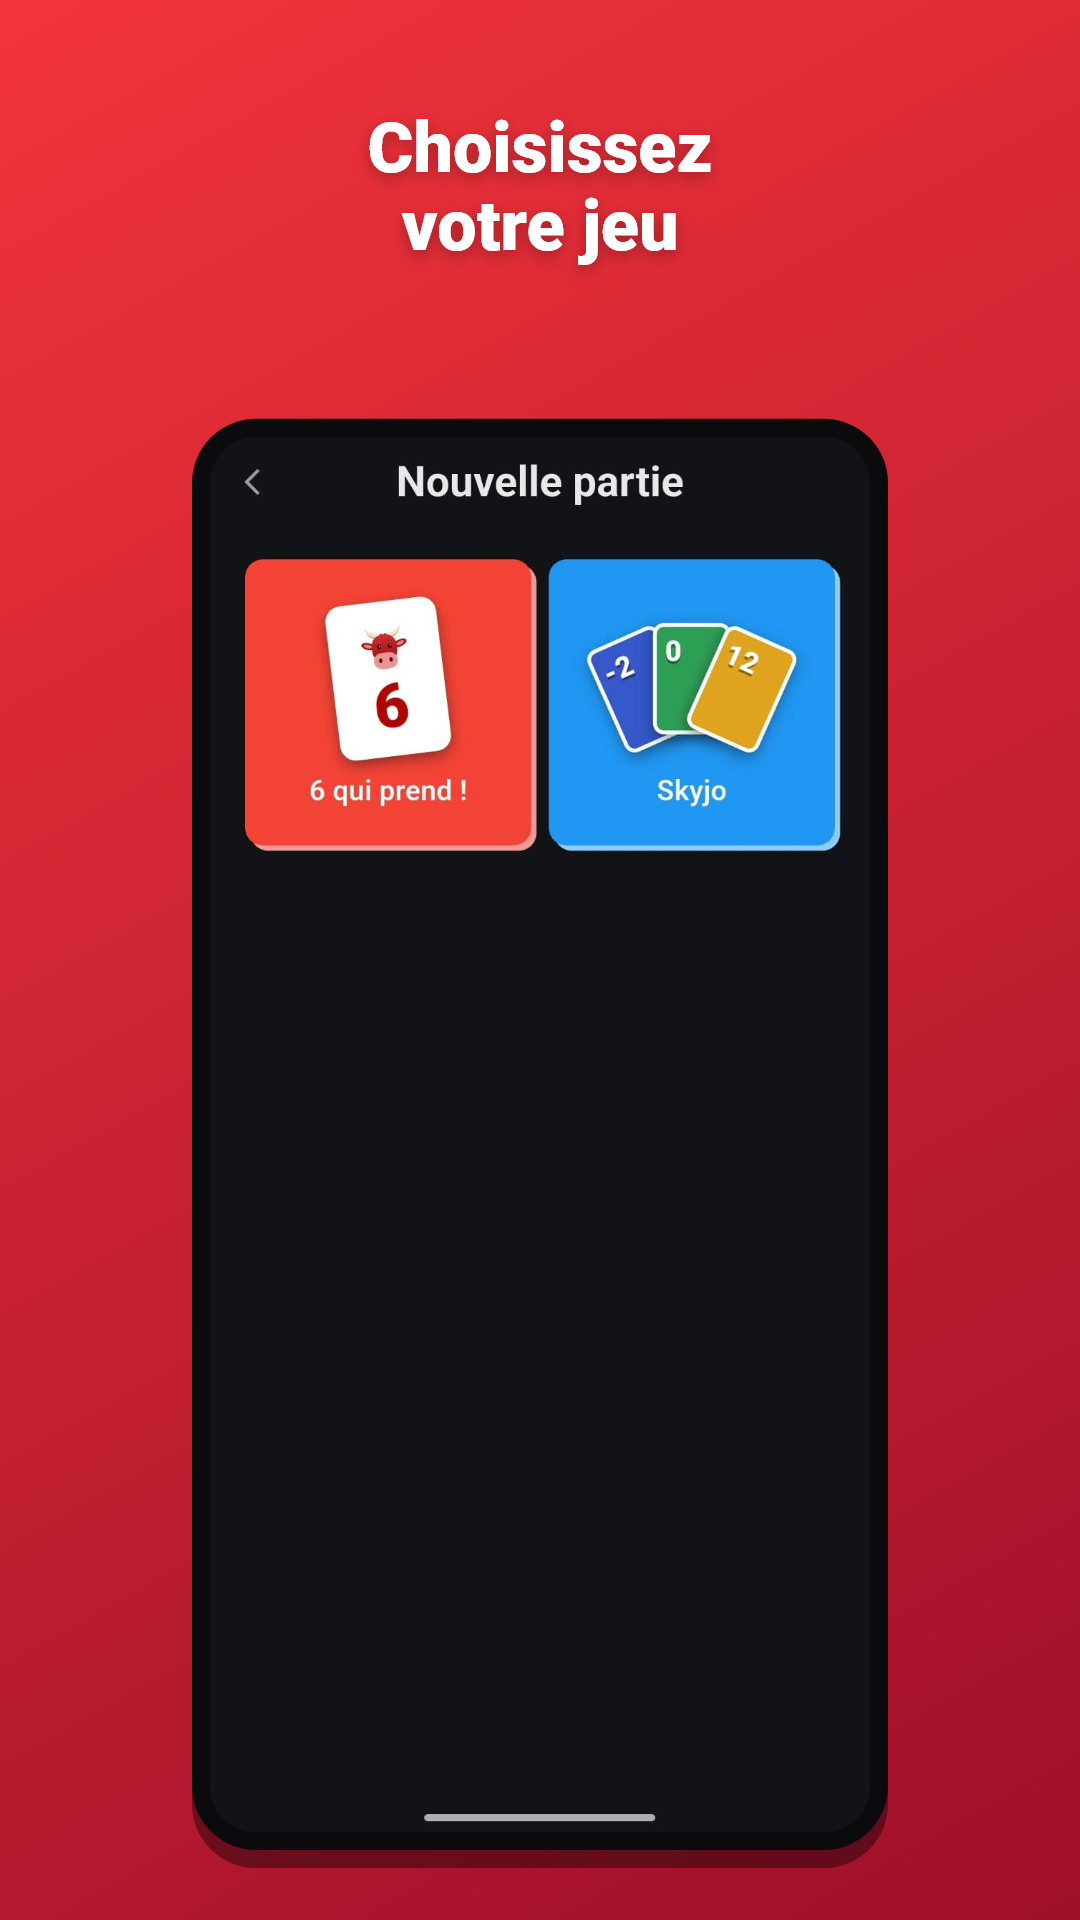 Choisissez
votre jeu
Nouvelle partie
6
6 qui prend !
-2
0
12
Skyjo